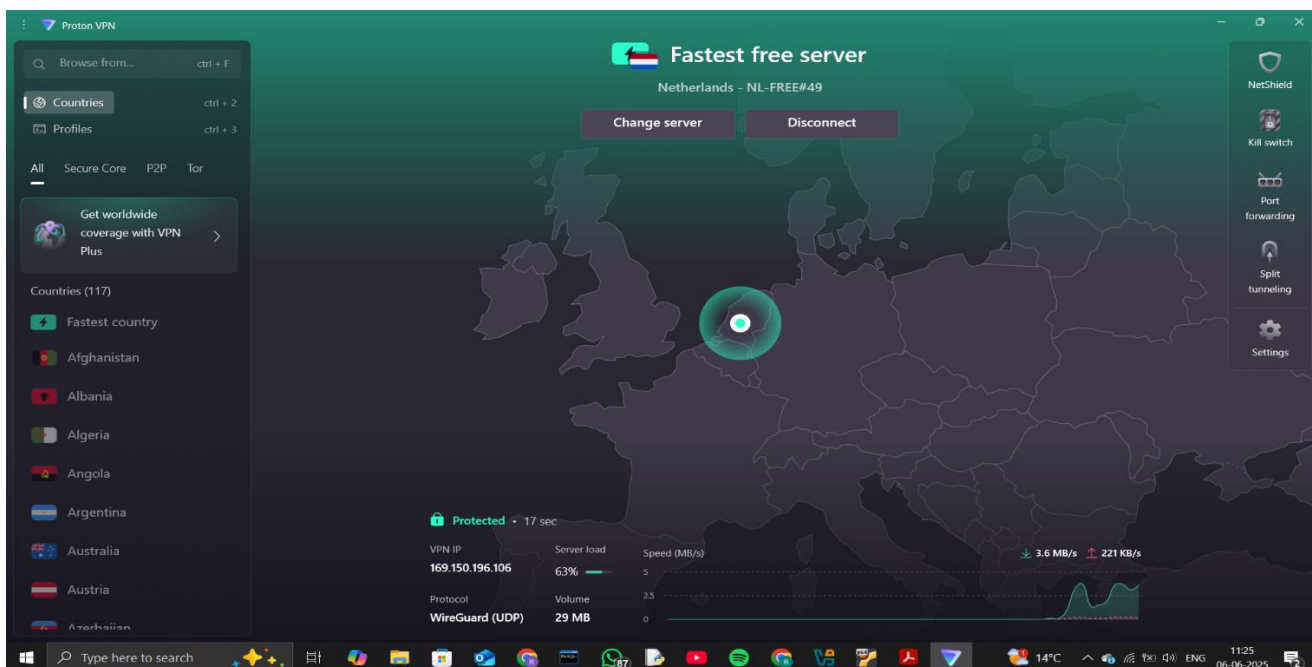 Proton VPN
Browse from... ctrl + F
Countries ctrl + 2
Profiles ctrl + 3
All Secure Core P2P Tor
Get worldwide
coverage with VPN
Plus
Countries (117)
Fastest country
Afghanistan
Albania
Algeria
Angola
Argentina
Australia
Austria
Azerbaijan
Fastest free server
Netherlands - NL-FREE#49
Change server Disconnect
NetShield
Kill switch
Port
forwarding
Split
tunneling
Settings
Protected • 17 sec
VPN IP Server load
169.150.196.106 63%
Protocol Volume
WireGuard (UDP) 29 MB
Speed (MB/s) 3.6 MB/s 221 KB/s
5
2.5
0
Type here to search
87
14°C
ENG
11:25
06-06-2025